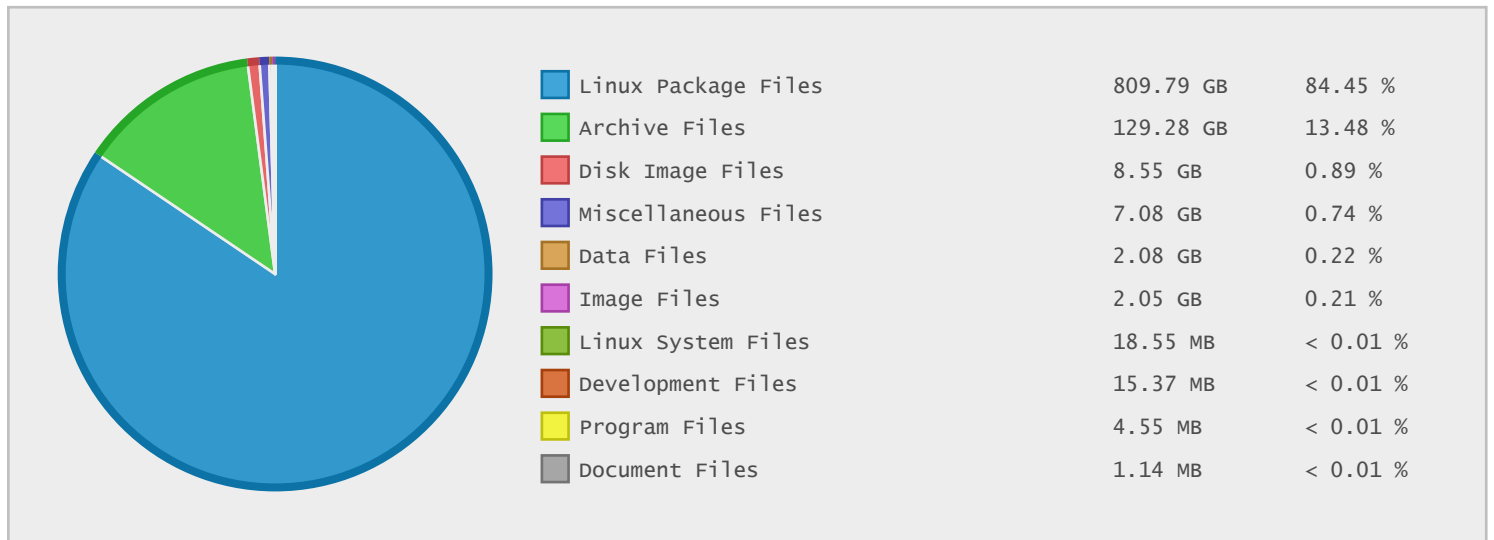 Linux Package Files 809.79 GB 84.45 %
Archive Files 129.28 GB 13.48 %
Disk Image Files 8.55 GB 0.89 %
Miscellaneous Files 7.08 GB 0.74 %
Data Files 2.08 GB 0.22 %
Image Files 2.05 GB 0.21 %
Linux System Files 18.55 MB < 0.01 %
Development Files 15.37 MB < 0.01 %
Program Files 4.55 MB < 0.01 %
Document Files 1.14 MB < 0.01 %